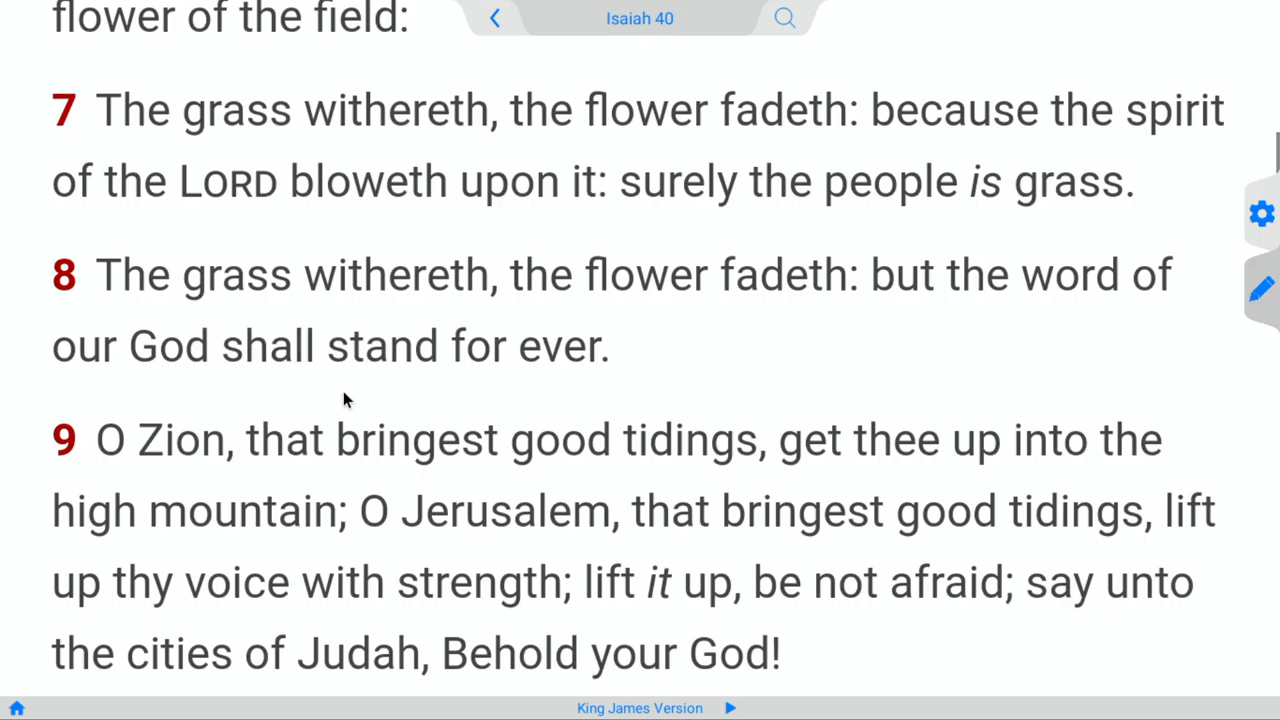 Isaiah 40
flower of the field:
7 The grass withereth, the flower fadeth: because the spirit
of the LORD bloweth upon it: surely the people is grass.
8 The grass withereth, the flower fadeth: but the word of
our God shall stand for ever.
9 O Zion, that bringest good tidings, get thee up into the
high mountain; O Jerusalem, that bringest good tidings, lift
up thy voice with strength; lift it up, be not afraid; say unto
the cities of Judah, Behold your God!
King James Version